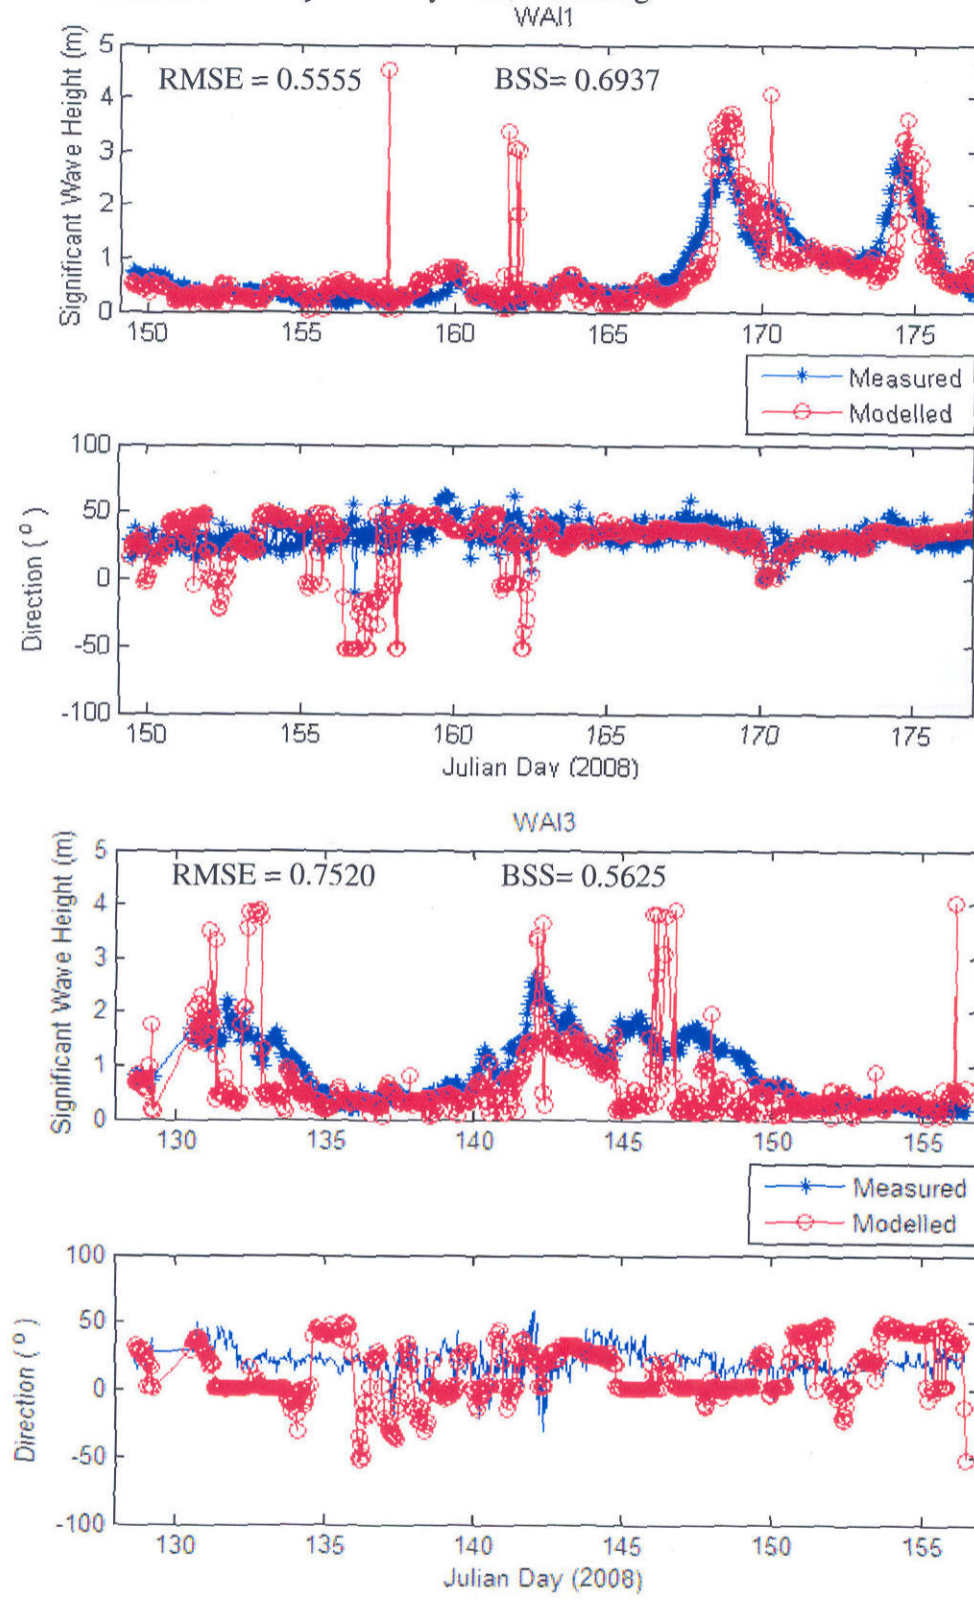 WAI1
Significant Wave Height (m)
5
4
3
2
1
0
RMSE = 0.5555 BSS= 0.6937
150 155 160 165 170 175
Measured
Modelled
Direction ( º )
100
50
0
-50
-100
150 155 160 165 170 175
Julian Day (2008)
WAI3
Significant Wave Height (m)
5
4
3
2
1
0
RMSE = 0.7520 BSS= 0.5625
130 135 140 145 150 155
Measured
Modelled
Direction ( º )
100
50
0
-50
-100
130 135 140 145 150 155
Julian Day (2008)